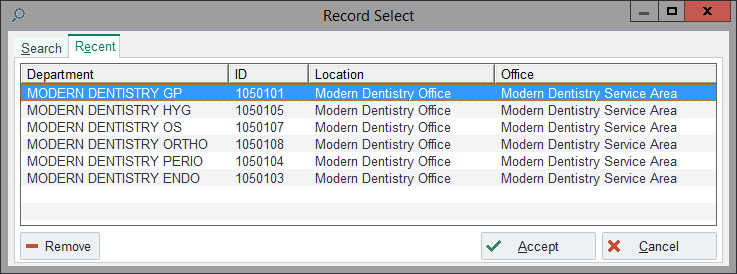 Record Select
Search Recent
Department ID Location Office
MODERN DENTISTRY GP 1050101 Modern Dentistry Office Modern Dentistry Service Area
MODERN DENTISTRY HYG 1050105 Modern Dentistry Office Modern Dentistry Service Area
MODERN DENTISTRY OS 1050107 Modern Dentistry Office Modern Dentistry Service Area
MODERN DENTISTRY ORTHO 1050108 Modern Dentistry Office Modern Dentistry Service Area
MODERN DENTISTRY PERIO 1050104 Modern Dentistry Office Modern Dentistry Service Area
MODERN DENTISTRY ENDO 1050103 Modern Dentistry Office Modern Dentistry Service Area
Remove Accept Cancel